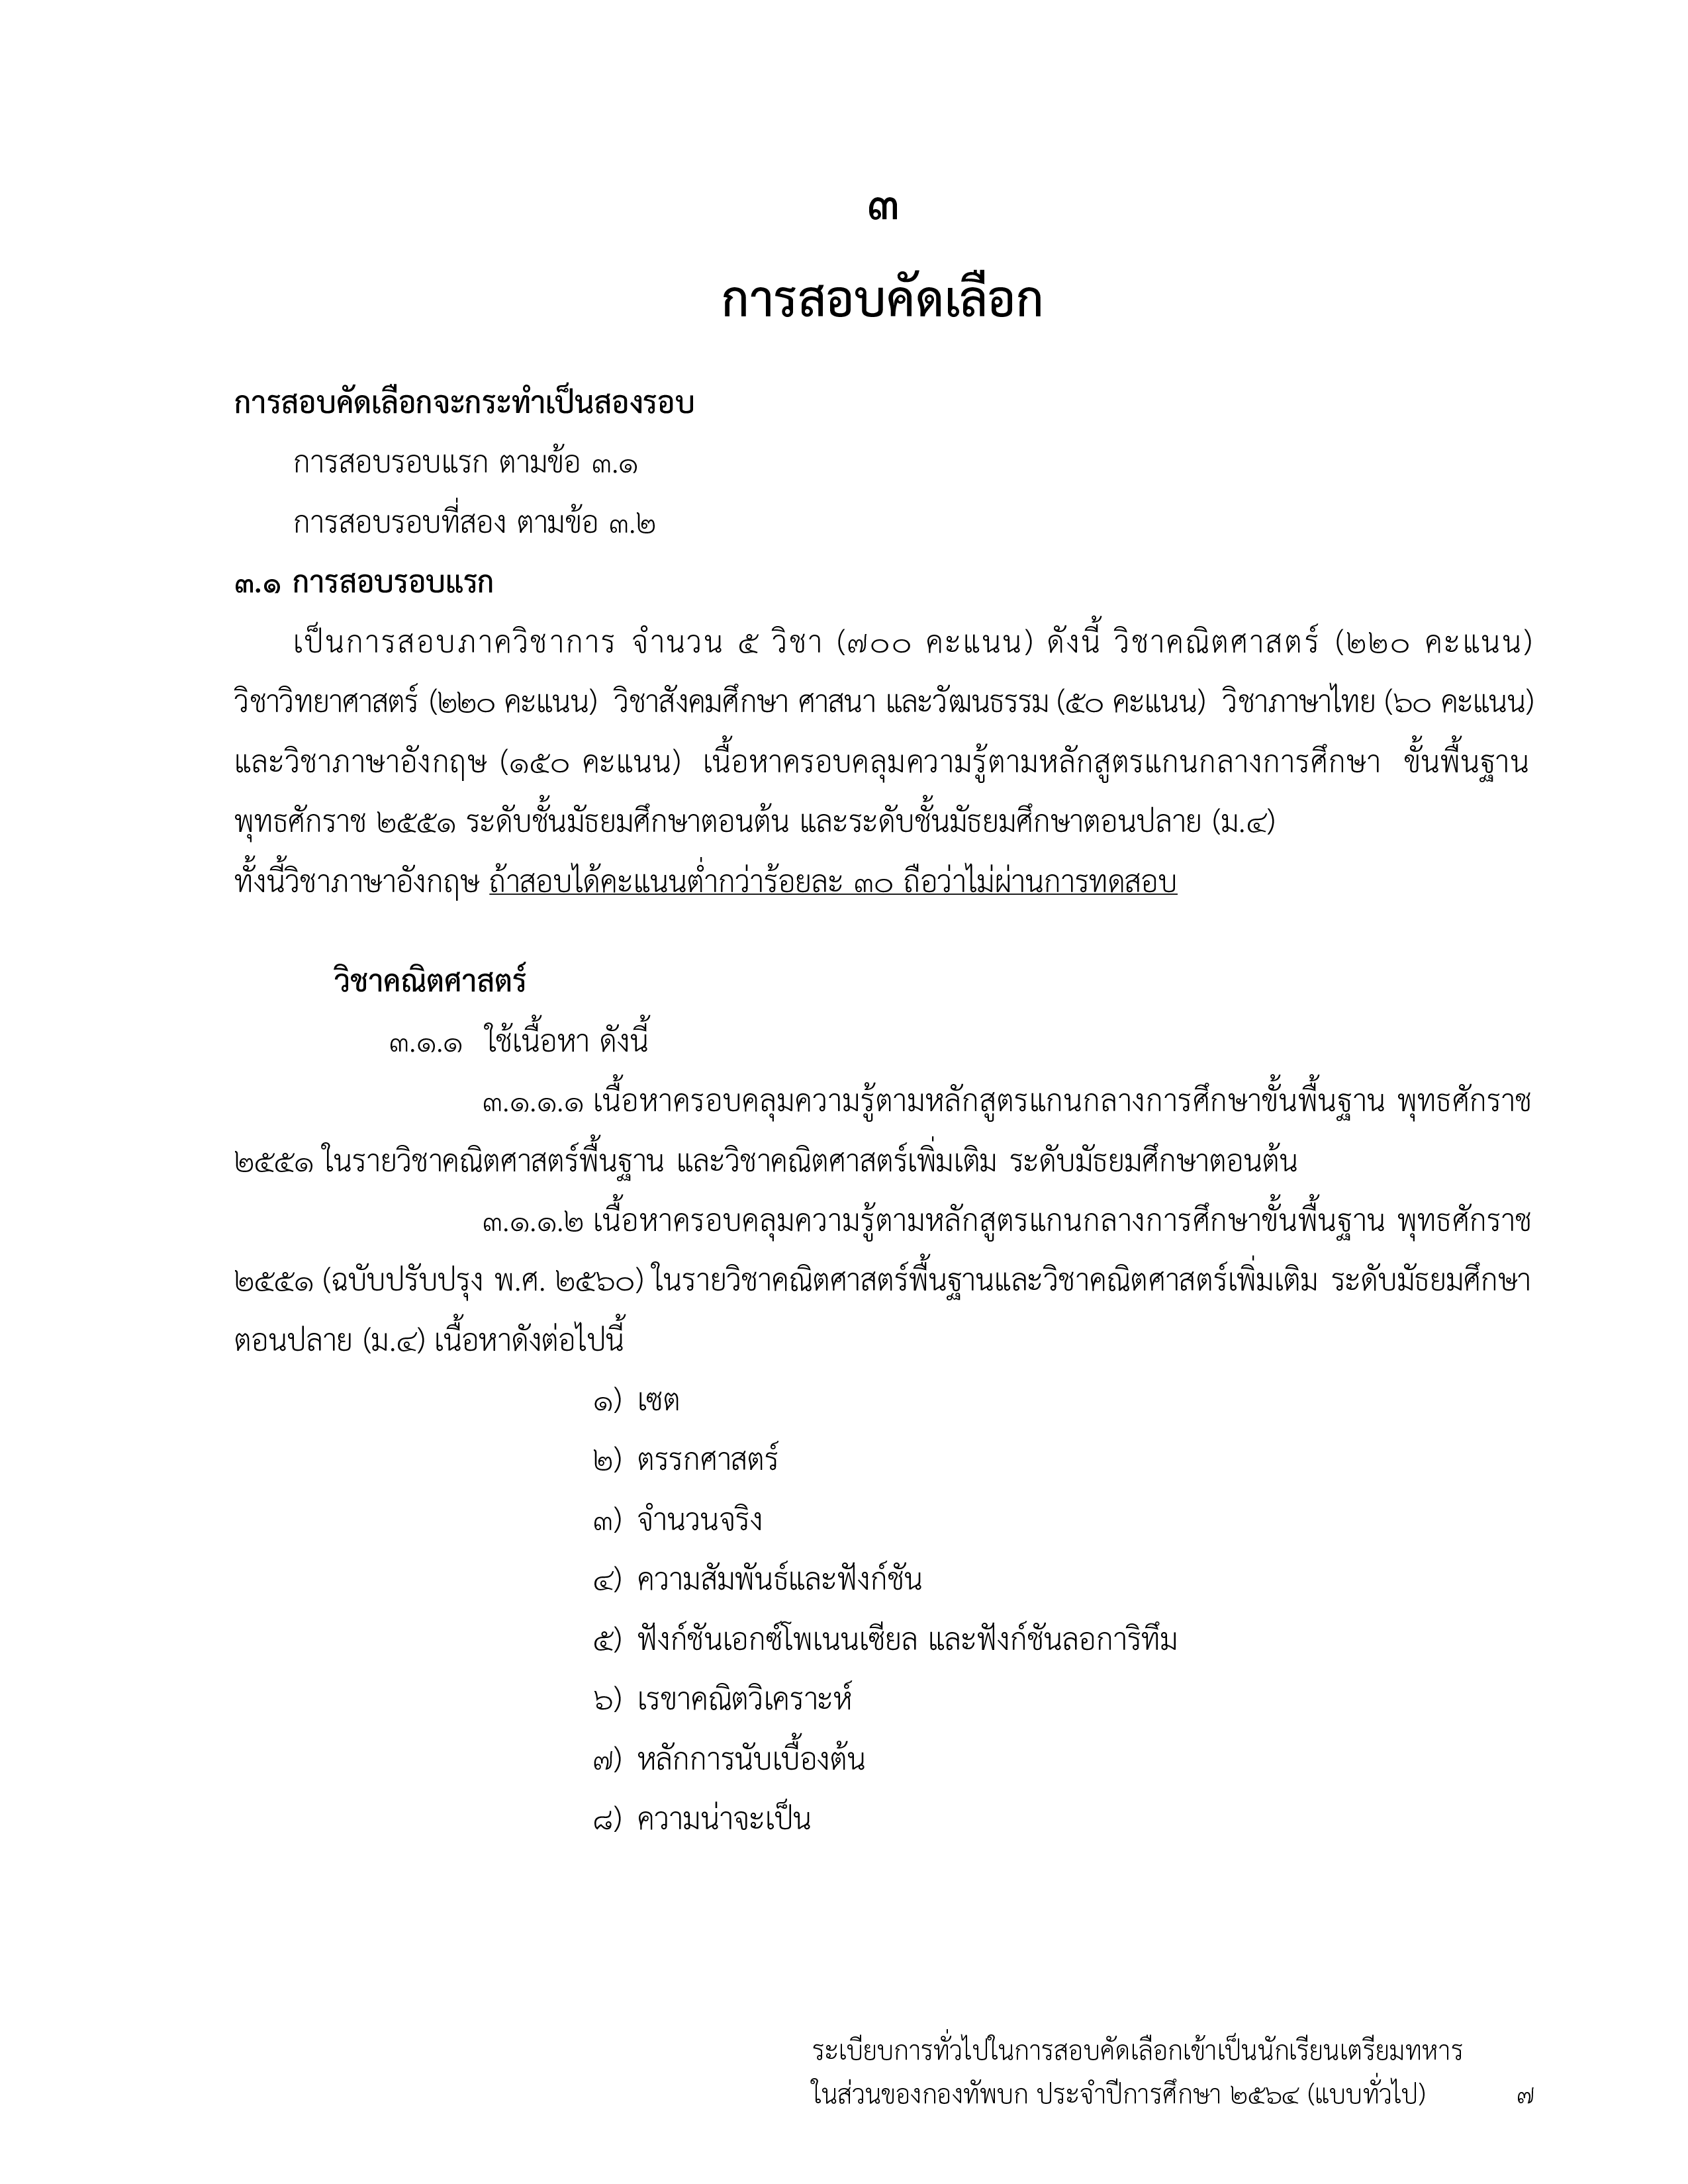 ๓
การสอบคัดเลือก
การสอบคัดเลือกจะกระทำเป็นสองรอบ
การสอบรอบแรก ตามข้อ ๓.๑
การสอบรอบที่สอง ตามข้อ ๓.๒
๓.๑ การสอบรอบแรก
เป็นการสอบภาควิชาการ จำนวน ๕ วิชา (๗๐๐ คะแนน) ดังนี้ วิชาคณิตศาสตร์ (๒๒๐ คะแนน)
วิชาวิทยาศาสตร์ (๒๒๐ คะแนน) วิชาสังคมศึกษา ศาสนา และวัฒนธรรม (๕๐ คะแนน) วิชาภาษาไทย (๖๐ คะแนน)
และวิชาภาษาอังกฤษ (๑๕๐ คะแนน) เนื้อหาครอบคลุมความรู้ตามหลักสูตรแกนกลางการศึกษา ขั้นพื้นฐาน
พุทธศักราช ๒๕๕๑ ระดับชั้นมัธยมศึกษาตอนต้น และระดับชั้นมัธยมศึกษาตอนปลาย (ม.๔)
ทั้งนี้วิชาภาษาอังกฤษ ถ้าสอบได้คะแนนต่ำกว่าร้อยละ ๓๐ ถือว่าไม่ผ่านการทดสอบ
วิชาคณิตศาสตร์
๓.๑.๑ ใช้เนื้อหา ดังนี้
๓.๑.๑.๑ เนื้อหาครอบคลุมความรู้ตามหลักสูตรแกนกลางการศึกษาขั้นพื้นฐาน พุทธศักราช
๒๕๕๑ ในรายวิชาคณิตศาสตร์พื้นฐาน และวิชาคณิตศาสตร์เพิ่มเติม ระดับมัธยมศึกษาตอนต้น
๓.๑.๑.๒ เนื้อหาครอบคลุมความรู้ตามหลักสูตรแกนกลางการศึกษาขั้นพื้นฐาน พุทธศักราช
๒๕๕๑ (ฉบับปรับปรุง พ.ศ. ๒๕๖๐) ในรายวิชาคณิตศาสตร์พื้นฐานและวิชาคณิตศาสตร์เพิ่มเติม ระดับมัธยมศึกษา
ตอนปลาย (ม.๔) เนื้อหาดังต่อไปนี้
๑) เซต
๒) ตรรกศาสตร์
๓) จำนวนจริง
๔) ความสัมพันธ์และฟังก์ชัน
๕) ฟังก์ชันเอกซ์โพเนนเซียล และฟังก์ชันลอการิทึม
๖) เรขาคณิตวิเคราะห์
๗) หลักการนับเบื้องต้น
๘) ความน่าจะเป็น
ระเบียบการทั่วไปในการสอบคัดเลือกเข้าเป็นนักเรียนเตรียมทหาร
ในส่วนของกองทัพบก ประจำปีการศึกษา ๒๕๖๔ (แบบทั่วไป) ๗